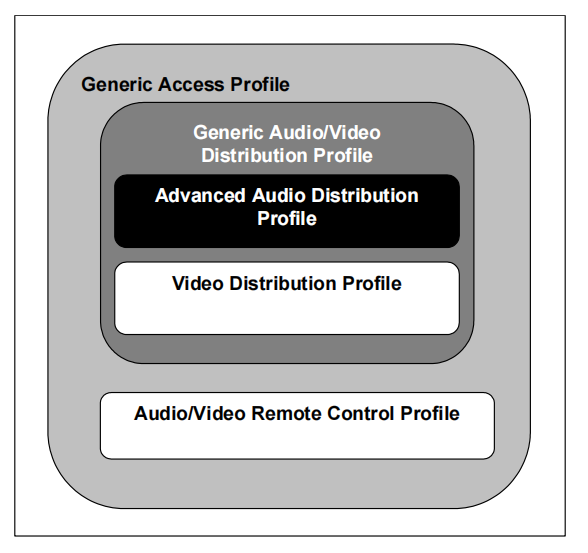 Generic Access Profile
Generic Audio/Video
Distribution Profile
Advanced Audio Distribution
Profile
Video Distribution Profile
Audio/Video Remote Control Profile